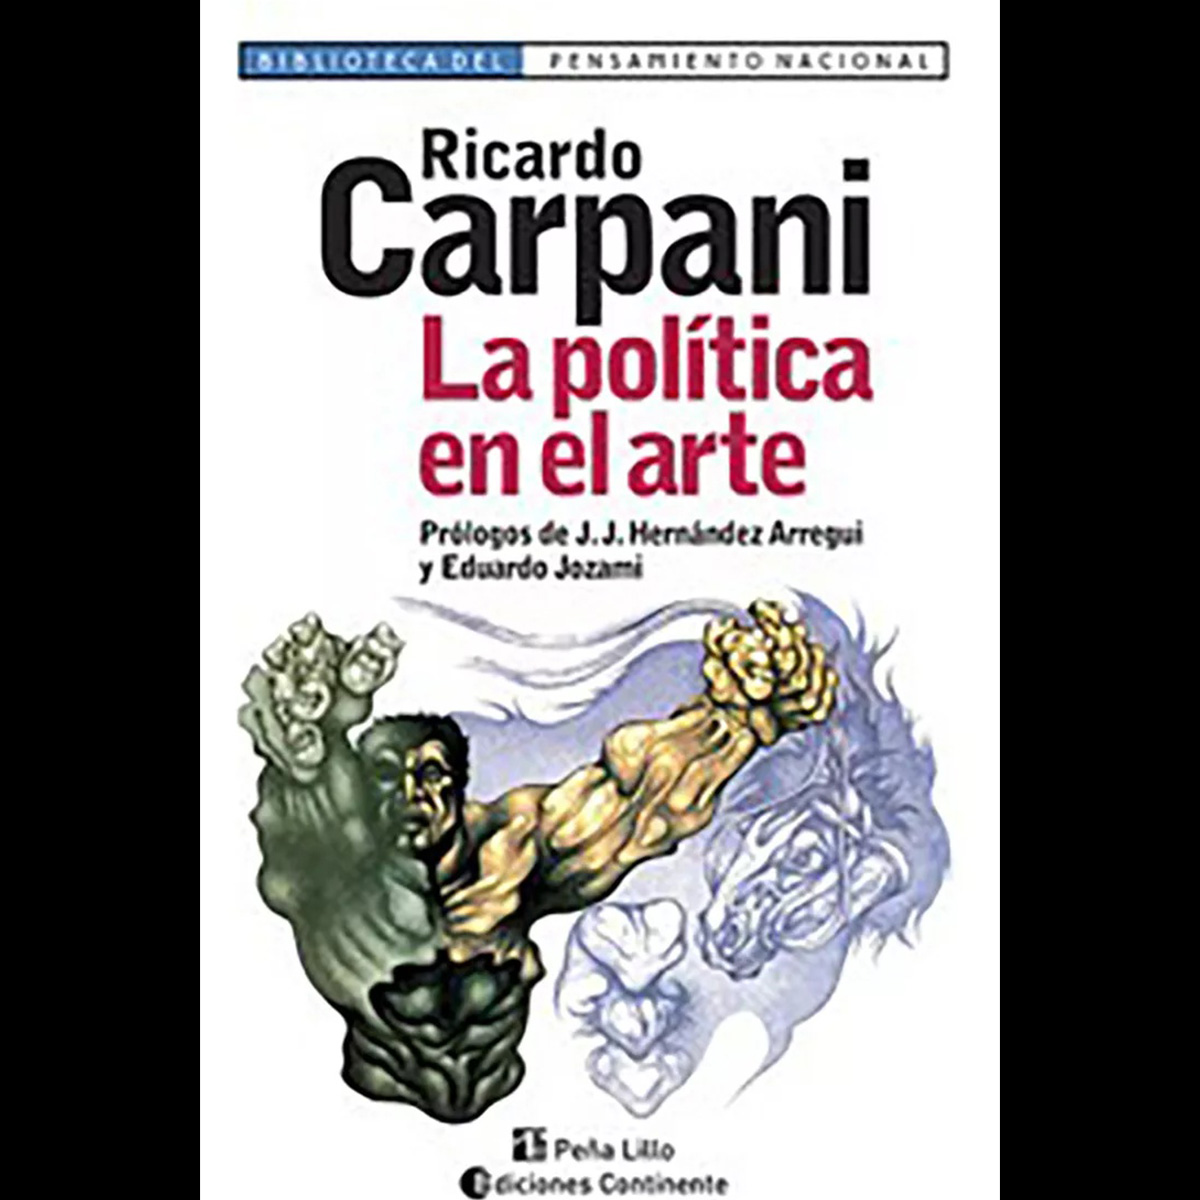 BIBLIOTECA DEL PENSAMIENTO NACIONAL
Ricardo
Carpani
La política
en el arte
Prólogos de J. J. Hernández Arregui
y Eduardo Jozami
Peña Lillo
Ediciones Continente